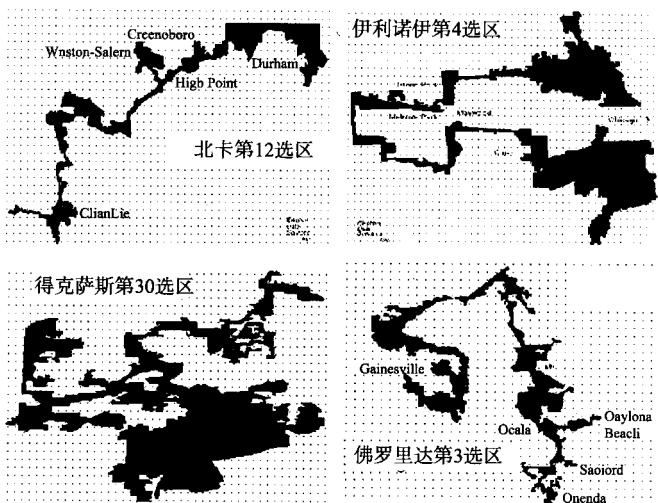 Creenoboro
Wnston-Salern
Durham
Higb Point
北卡第12选区
ClianLie
伊利诺伊第4选区
得克萨斯第30选区
Gainesville
Ocala
Oaylona
Beacli
佛罗里达第3选区
Saoiord
Onenda